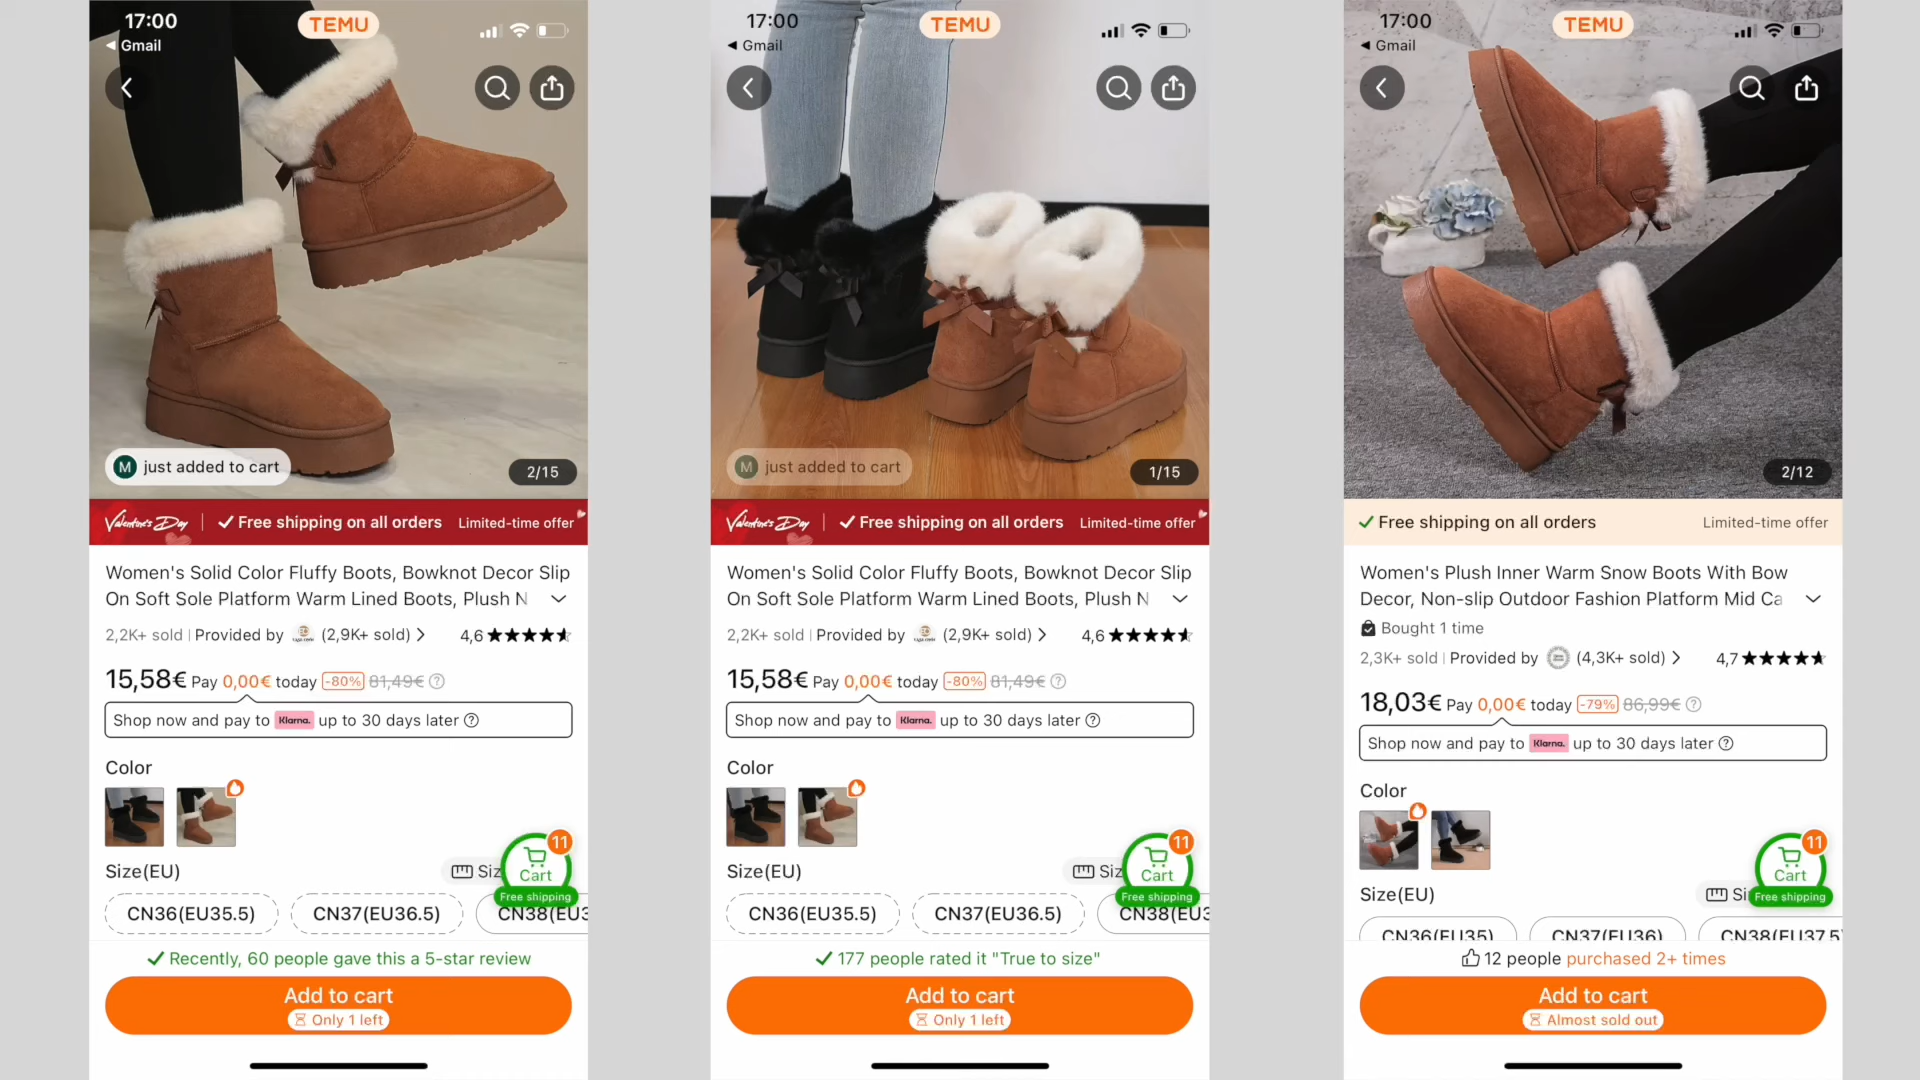 17:00
TEMU
◀ Gmail
M just added to cart
2/15
Valentine's Day
Free shipping on all orders
Limited-time offer
Women's Solid Color Fluffy Boots, Bowknot Decor Slip
On Soft Sole Platform Warm Lined Boots, Plush N
2,2K+ sold | Provided by (2,9K+ sold) >
4,6
15,58€ Pay 0,00€ today -80% 81,49€ ?
Shop now and pay to Klarna. up to 30 days later ?
Color
11
Cart
Free shipping
Size(EU)
Siz
CN36(EU35.5)
CN37(EU36.5)
CN38(EU3
Recently, 60 people gave this a 5-star review
Add to cart
Only 1 left
17:00
TEMU
◀ Gmail
M just added to cart
1/15
Valentine's Day
Free shipping on all orders
Limited-time offer
Women's Solid Color Fluffy Boots, Bowknot Decor Slip
On Soft Sole Platform Warm Lined Boots, Plush N
2,2K+ sold | Provided by (2,9K+ sold) >
4,6
15,58€ Pay 0,00€ today -80% 81,49€ ?
Shop now and pay to Klarna. up to 30 days later ?
Color
11
Cart
Free shipping
Size(EU)
Siz
CN36(EU35.5)
CN37(EU36.5)
CN38(EU3
177 people rated it "True to size"
Add to cart
Only 1 left
17:00
TEMU
◀ Gmail
2/12
Free shipping on all orders
Limited-time offer
Women's Plush Inner Warm Snow Boots With Bow
Decor, Non-slip Outdoor Fashion Platform Mid Ca
Bought 1 time
2,3K+ sold | Provided by (4,3K+ sold) >
4,7
18,03€ Pay 0,00€ today -79% 86,99€ ?
Shop now and pay to Klarna. up to 30 days later ?
Color
11
Cart
Free shipping
Size(EU)
Si
CN36(EU35)
CN37(EU36)
CN38(EU37.5)
12 people purchased 2+ times
Add to cart
Almost sold out